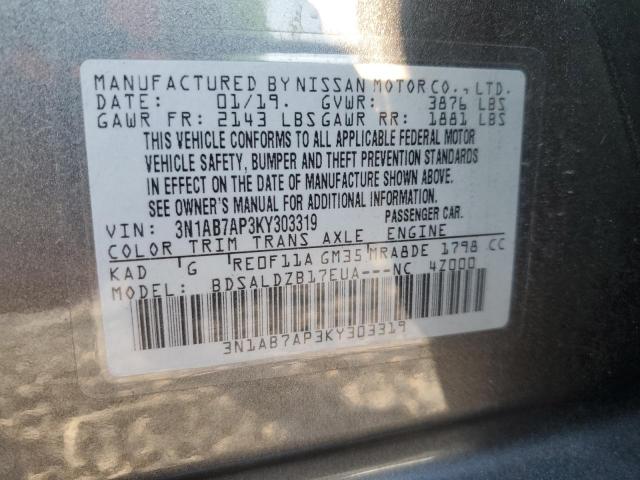 MANUFACTURED BY NISSAN MOTOR CO., LTD.
DATE: 01/19. GVWR: 3876 LBS
GAWR FR: 2143 LBS GAWR RR: 1881 LBS
THIS VEHICLE CONFORMS TO ALL APPLICABLE FEDERAL MOTOR
VEHICLE SAFETY, BUMPER AND THEFT PREVENTION STANDARDS
IN EFFECT ON THE DATE OF MANUFACTURE SHOWN ABOVE.
SEE OWNER'S MANUAL FOR ADDITIONAL INFORMATION.
VIN: 3N1AB7AP3KY303319 PASSENGER CAR.
COLOR TRIM TRANS AXLE ENGINE
KAD G RE0F11A GM35 MRA8DE 1798 CC
MODEL: BDSALDZB17EUA---NC 4Z000
3N1AB7AP3KY303319